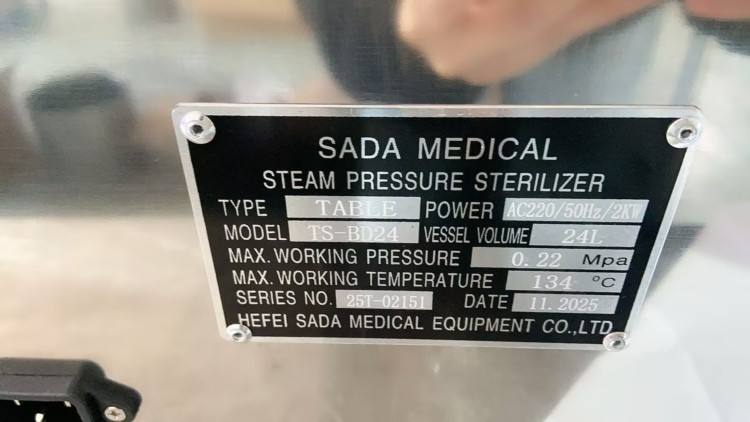 SADA MEDICAL
STEAM PRESSURE STERILIZER
TYPE TABLE POWER AC220/50Hz/2KW
MODEL TS-BD24 VESSEL VOLUME 24L
MAX. WORKING PRESSURE 0.22 Mpa
MAX. WORKING TEMPERATURE 134 °C
SERIES NO. 25T-02151 DATE 11.2025
HEFEI SADA MEDICAL EQUIPMENT CO.,LTD